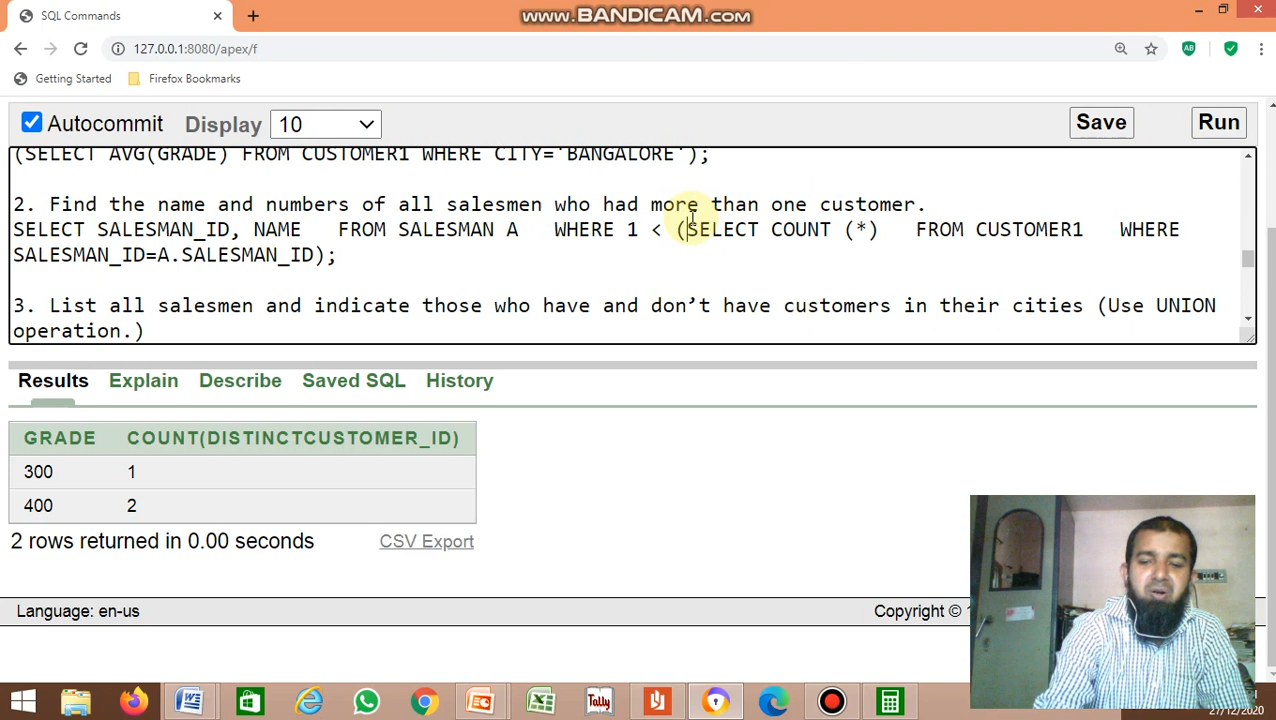 SQL Commands
www.BANDICAM.com
127.0.0.1:8080/apex/f
AB
Getting Started
Firefox Bookmarks
Autocommit Display 10 Save Run
(SELECT AVG(GRADE) FROM CUSTOMER1 WHERE CITY='BANGALORE');
2. Find the name and numbers of all salesmen who had more than one customer.
SELECT SALESMAN_ID, NAME FROM SALESMAN A WHERE 1 < (SELECT COUNT (*) FROM CUSTOMER1 WHERE
SALESMAN_ID=A.SALESMAN_ID);
3. List all salesmen and indicate those who have and don’t have customers in their cities (Use UNION
operation.)
Results Explain Describe Saved SQL History
GRADE COUNT(DISTINCTCUSTOMER_ID)
300 1
400 2
2 rows returned in 0.00 seconds CSV Export
Language: en-us Copyright ©
Tally
27/12/2020